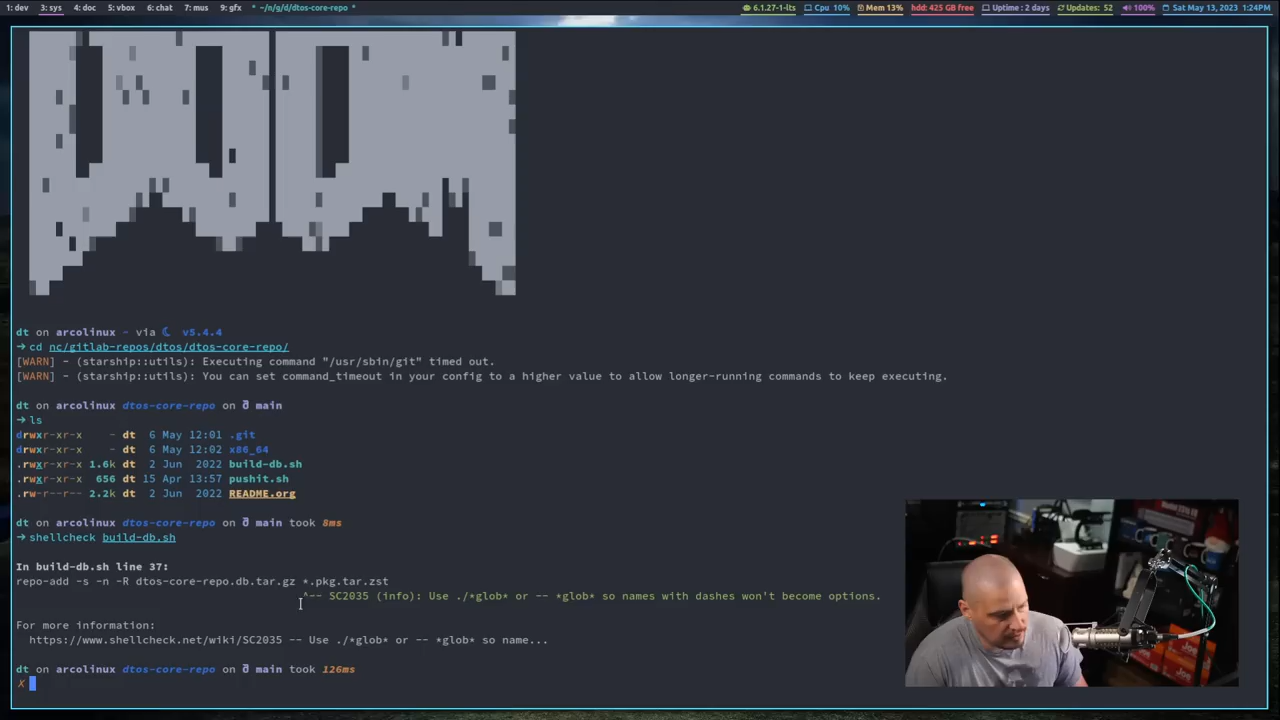 1: dev 3: sys 4: doc 5: vbox 6: chat 7: mus 9: gfx * ~/n/g/d/dtos-core-repo * 6.1.27-1-lts Cpu 10% Mem 13% hdd: 425 GB free Uptime : 2 days Updates: 52 100% Sat May 13, 2023 1:24PM
dt on arcolinux - via ☾ v5.4.4
➜ cd nc/gitlab-repos/dtos/dtos-core-repo/
[WARN] - (starship::utils): Executing command "/usr/sbin/git" timed out.
[WARN] - (starship::utils): You can set command_timeout in your config to a higher value to allow longer-running commands to keep executing.
dt on arcolinux dtos-core-repo on main
➜ ls
drwxr-xr-x - dt 6 May 12:01 .git
drwxr-xr-x - dt 6 May 12:02 x86_64
.rwxr-xr-x 1.6k dt 2 Jun 2022 build-db.sh
.rwxr-xr-x 656 dt 15 Apr 13:57 pushit.sh
.rw-r--r-- 2.2k dt 2 Jun 2022 README.org
dt on arcolinux dtos-core-repo on main took 8ms
➜ shellcheck build-db.sh
In build-db.sh line 37:
repo-add -s -n -R dtos-core-repo.db.tar.gz *.pkg.tar.zst
^-- SC2035 (info): Use ./*glob* or -- *glob* so names with dashes won't become options.
For more information:
https://www.shellcheck.net/wiki/SC2035 -- Use ./*glob* or -- *glob* so name...
dt on arcolinux dtos-core-repo on main took 126ms
X